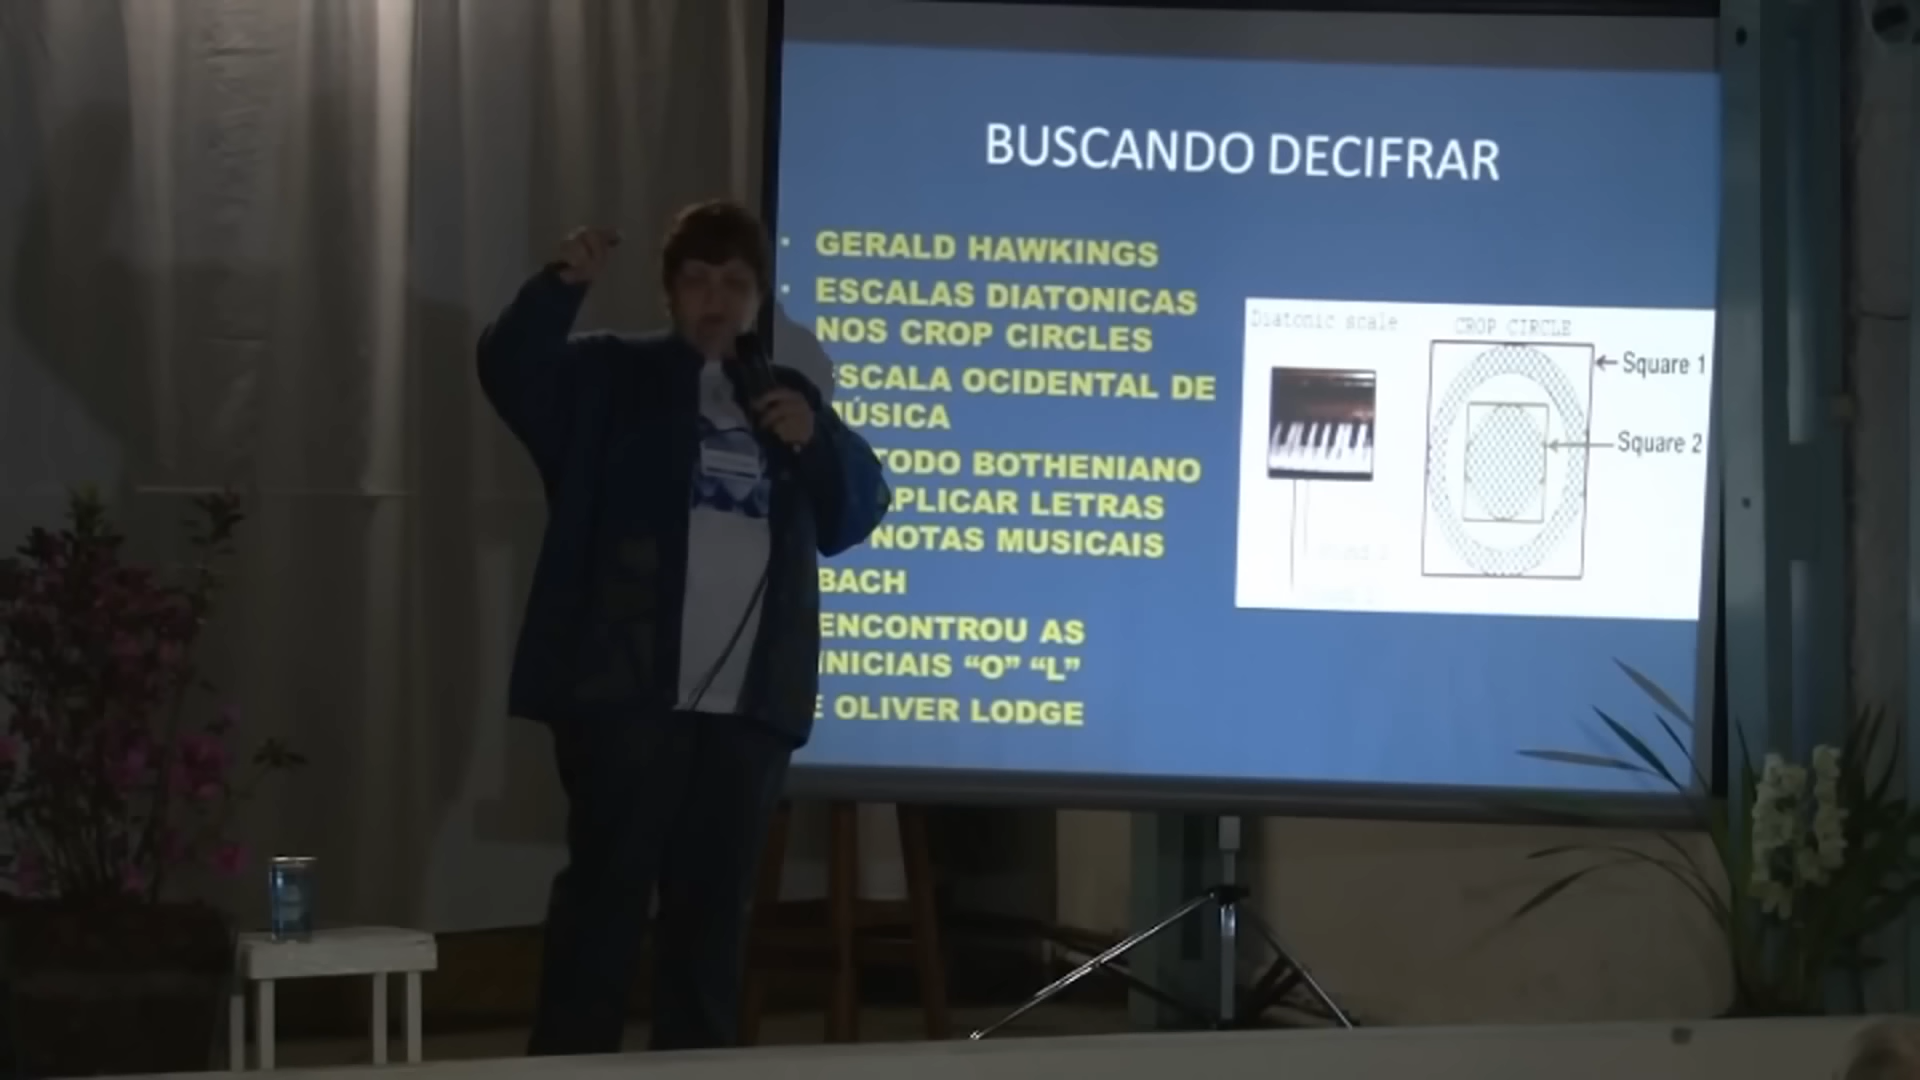 BUSCANDO DECIFRAR
GERALD HAWKINGS
ESCALAS DIATONICAS
NOS CROP CIRCLES
SCALA OCIDENTAL DE
ÚSICA
TODO BOTHENIANO
PLICAR LETRAS
NOTAS MUSICAIS
BACH
ENCONTROU AS
INICIAIS “O” “L”
E OLIVER LODGE
Diatonic scale
CROP CIRCLE
Square 1
Square 2